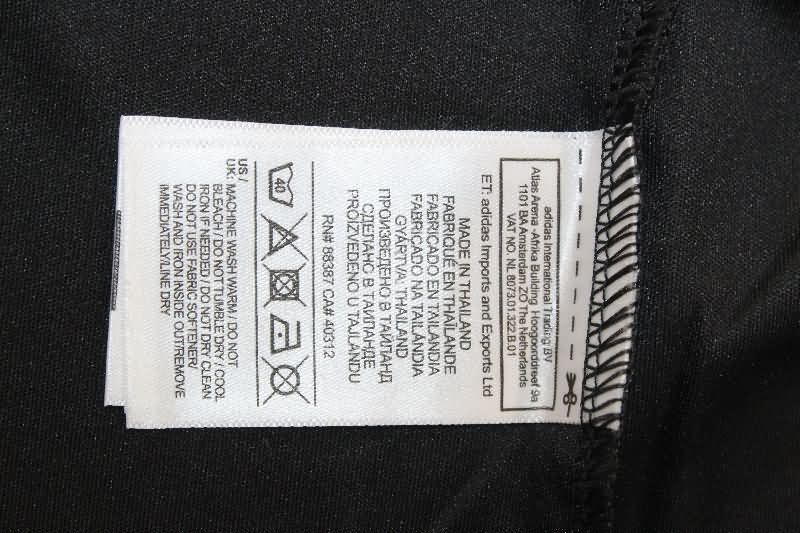 adidas International Trading BV
Atlas Arena -Afrika Building Hoogoorddreef 9a
1101 BA Amsterdam ZO The Netherlands
VAT NO. NL 8073.01.322.B.01
ET: adidas Imports and Exports Ltd
MADE IN THAILAND
FABRIQUÉ EN THAÏLANDE
FABRICADO EN TAILANDIA
FABRICADO NA TAILÂNDIA
GYÁRTVA: THAILAND
ПРОИЗВЕДЕНО В ТАЙЛАНД
СДЕЛАНО В ТАИЛАНДЕ
PROIZVEDENO U TAJLANDU
RN# 88387 CA# 40312
40
US /
UK: MACHINE WASH WARM / DO NOT
BLEACH / DO NOT TUMBLE DRY / COOL
IRON IF NEEDED / DO NOT DRY CLEAN
DO NOT USE FABRIC SOFTENER/
WASH AND IRON INSIDE OUT/REMOVE
IMMEDIATELY/LINE DRY